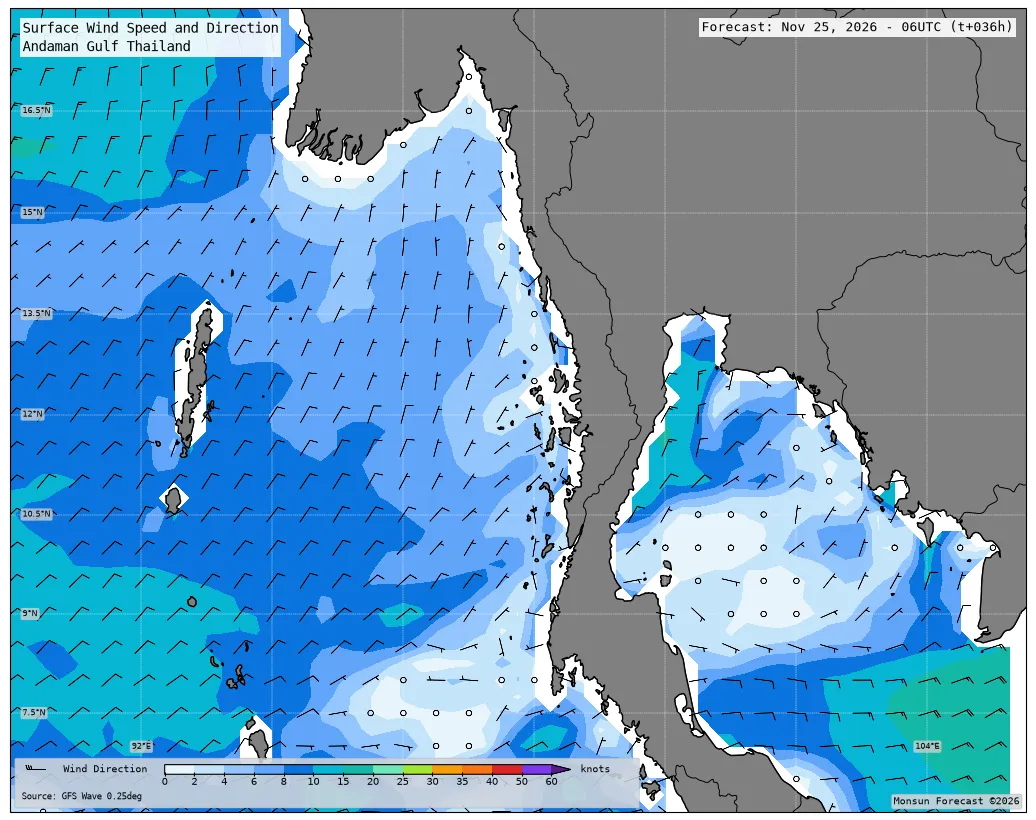 Surface Wind Speed and Direction
Andaman Gulf Thailand
Forecast: Nov 25, 2026 - 06UTC (t+036h)
16.5°N
15°N
13.5°N
12°N
10.5°N
9°N
7.5°N
92°E
104°E
Wind Direction
knots
0 2 4 6 8 10 15 20 25 30 35 40 50 60
Source: GFS Wave 0.25deg
Monsun Forecast ©2026